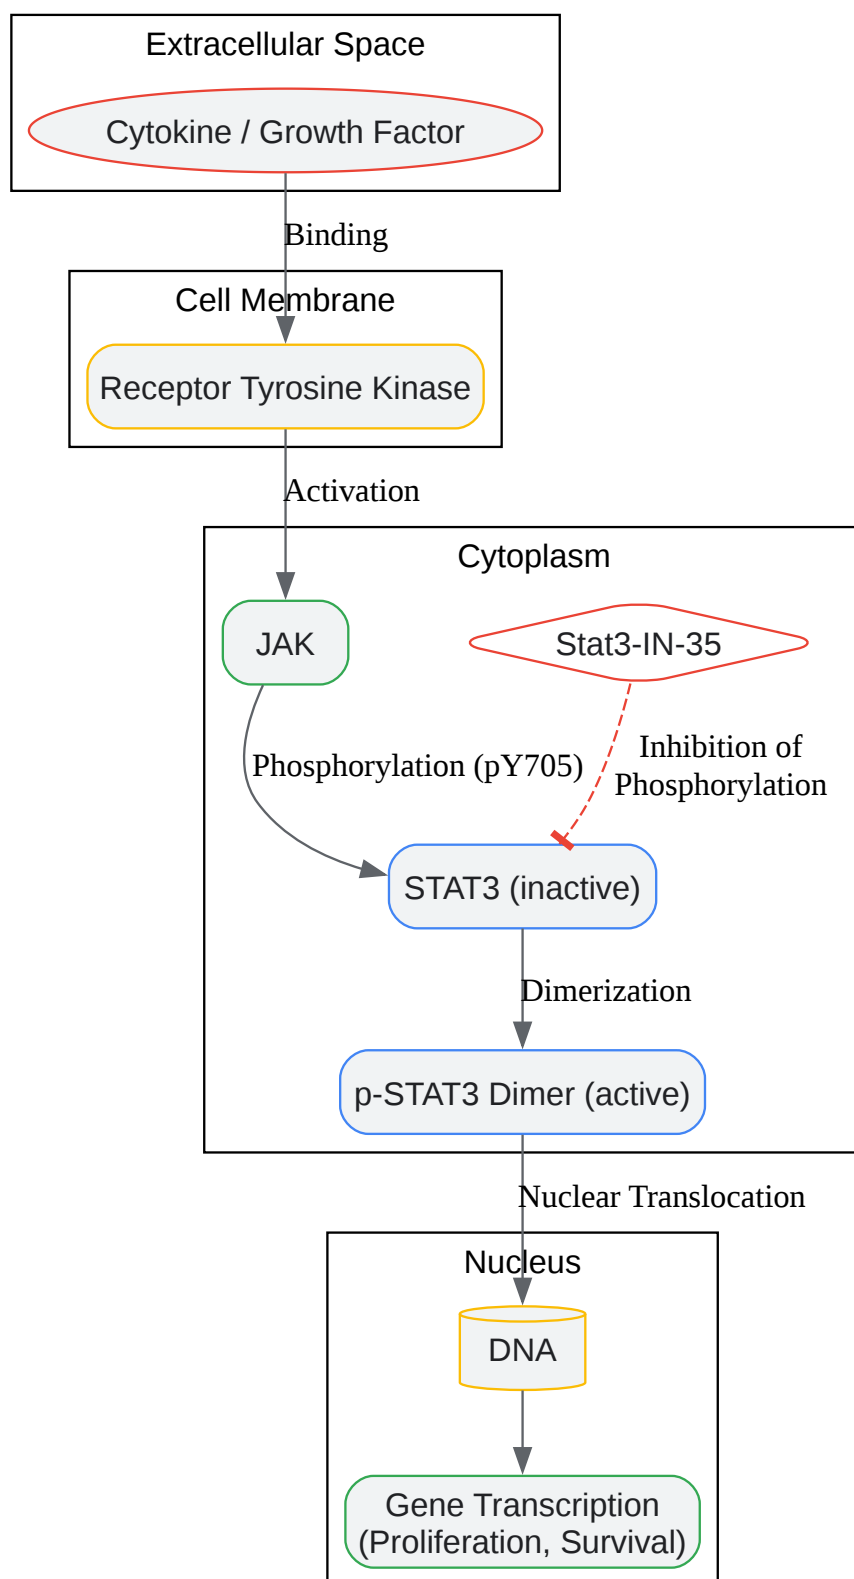 Extracellular Space
Cytokine / Growth Factor
Binding
Cell Membrane
Receptor Tyrosine Kinase
Activation
Cytoplasm
JAK
Stat3-IN-35
Phosphorylation (pY705)
Inhibition of
Phosphorylation
STAT3 (inactive)
Dimerization
p-STAT3 Dimer (active)
Nuclear Translocation
Nucleus
DNA
Gene Transcription
(Proliferation, Survival)